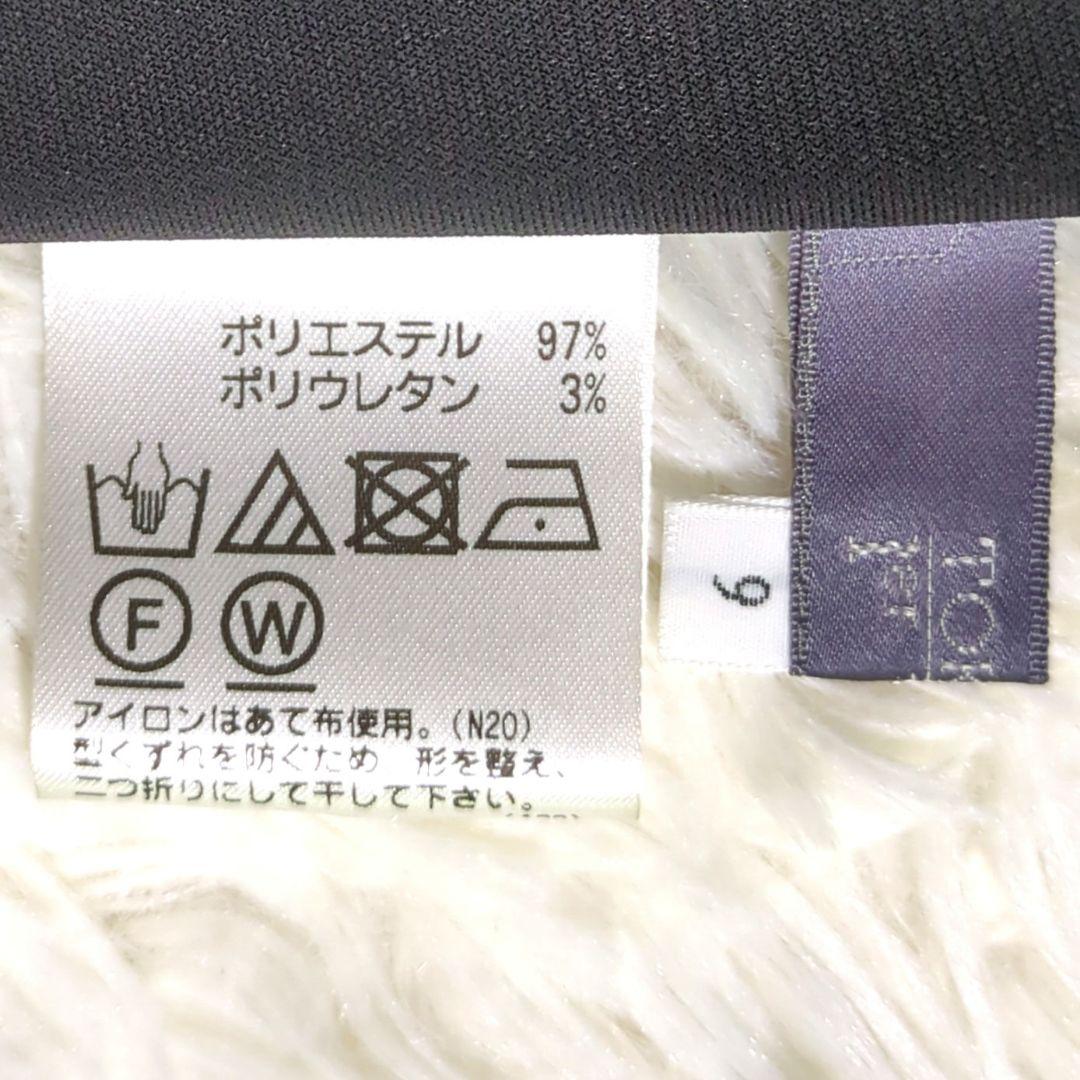 ポリエステル 97%
ポリウレタン 3%
F W
アイロンはあて布使用。(N20)
型くずれを防ぐため 形を整え、
二つ折りにして干して下さい。
9